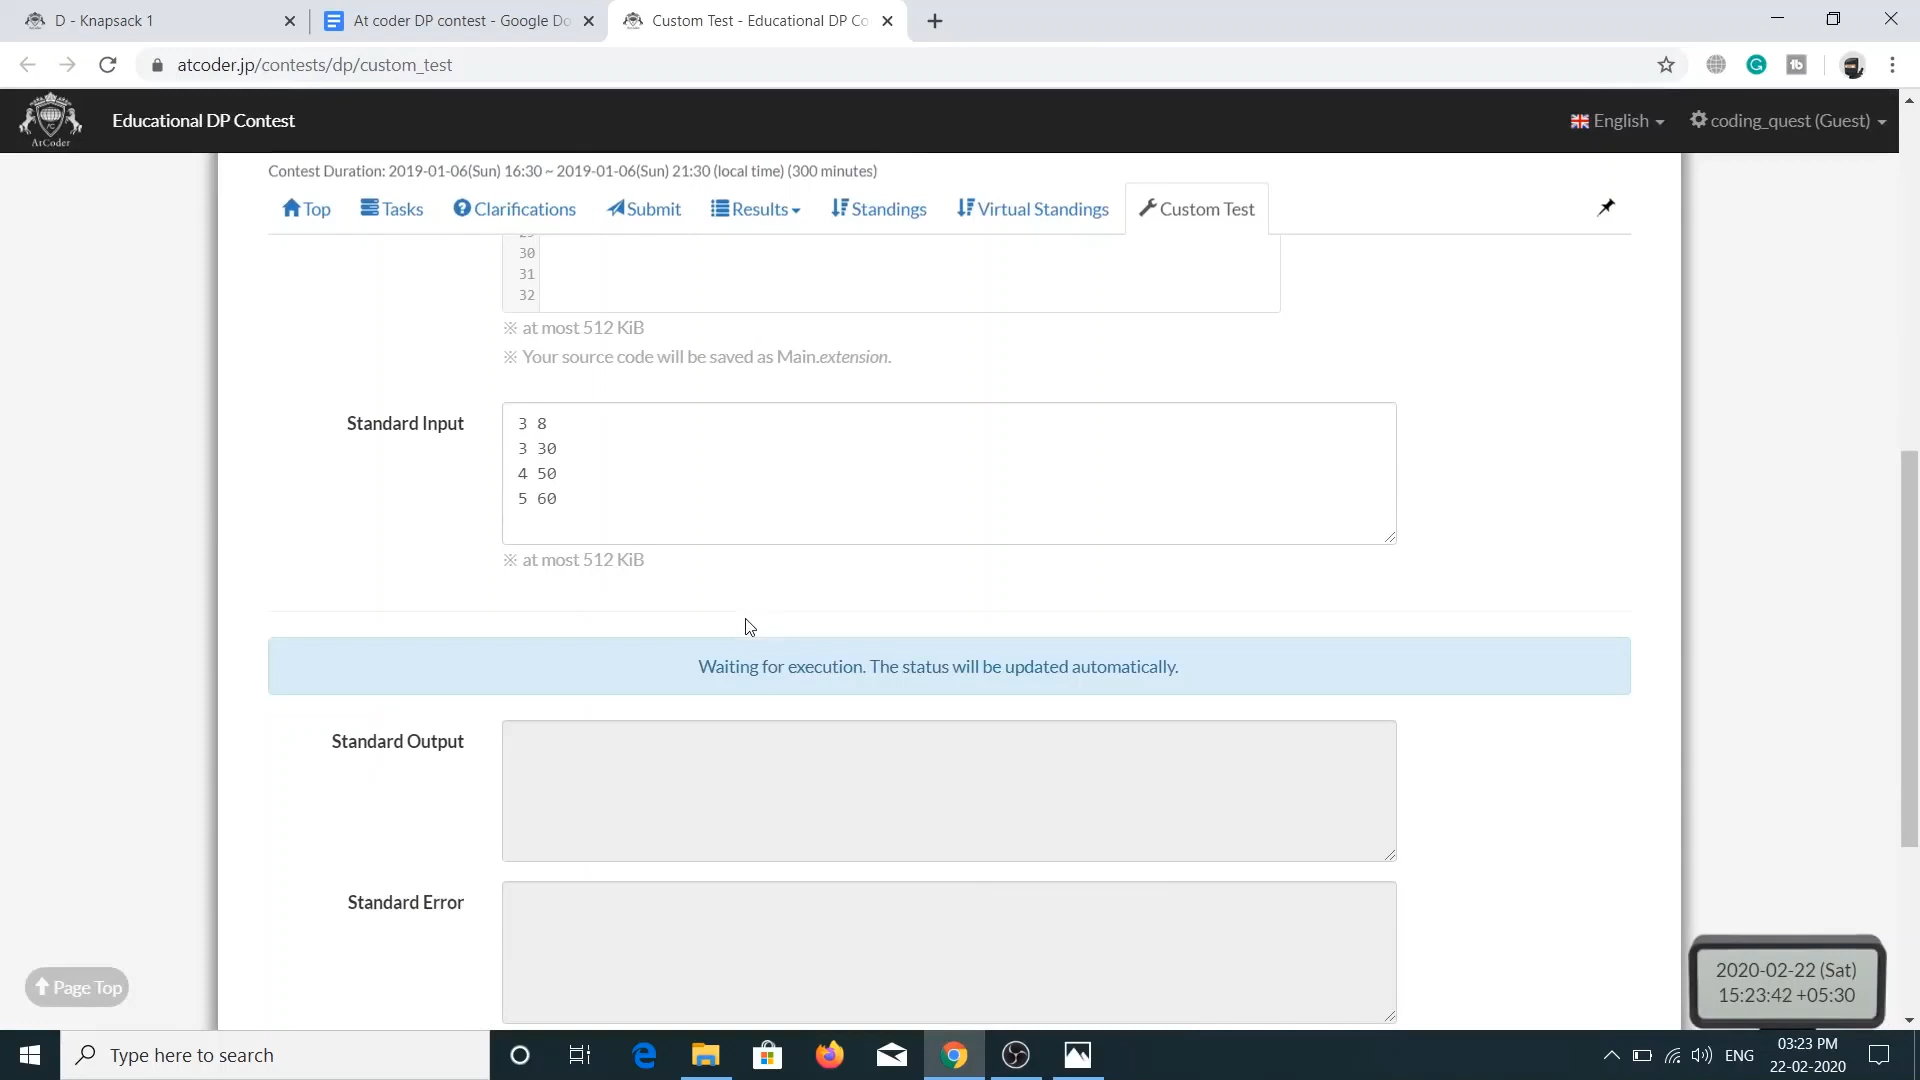 D - Knapsack 1
At coder DP contest - Google Do
Custom Test - Educational DP Co
atcoder.jp/contests/dp/custom_test
AtCoder
Educational DP Contest
English
coding_quest (Guest)
Contest Duration: 2019-01-06(Sun) 16:30 ~ 2019-01-06(Sun) 21:30 (local time) (300 minutes)
Top
Tasks
Clarifications
Submit
Results
Standings
Virtual Standings
Custom Test
29
30
31
32
※ at most 512 KiB
※ Your source code will be saved as Main.extension.
Standard Input
3 8
3 30
4 50
5 60
※ at most 512 KiB
Waiting for execution. The status will be updated automatically.
Standard Output
Standard Error
Page Top
2020-02-22 (Sat)
15:23:42 +05:30
Type here to search
ENG
03:23 PM
22-02-2020